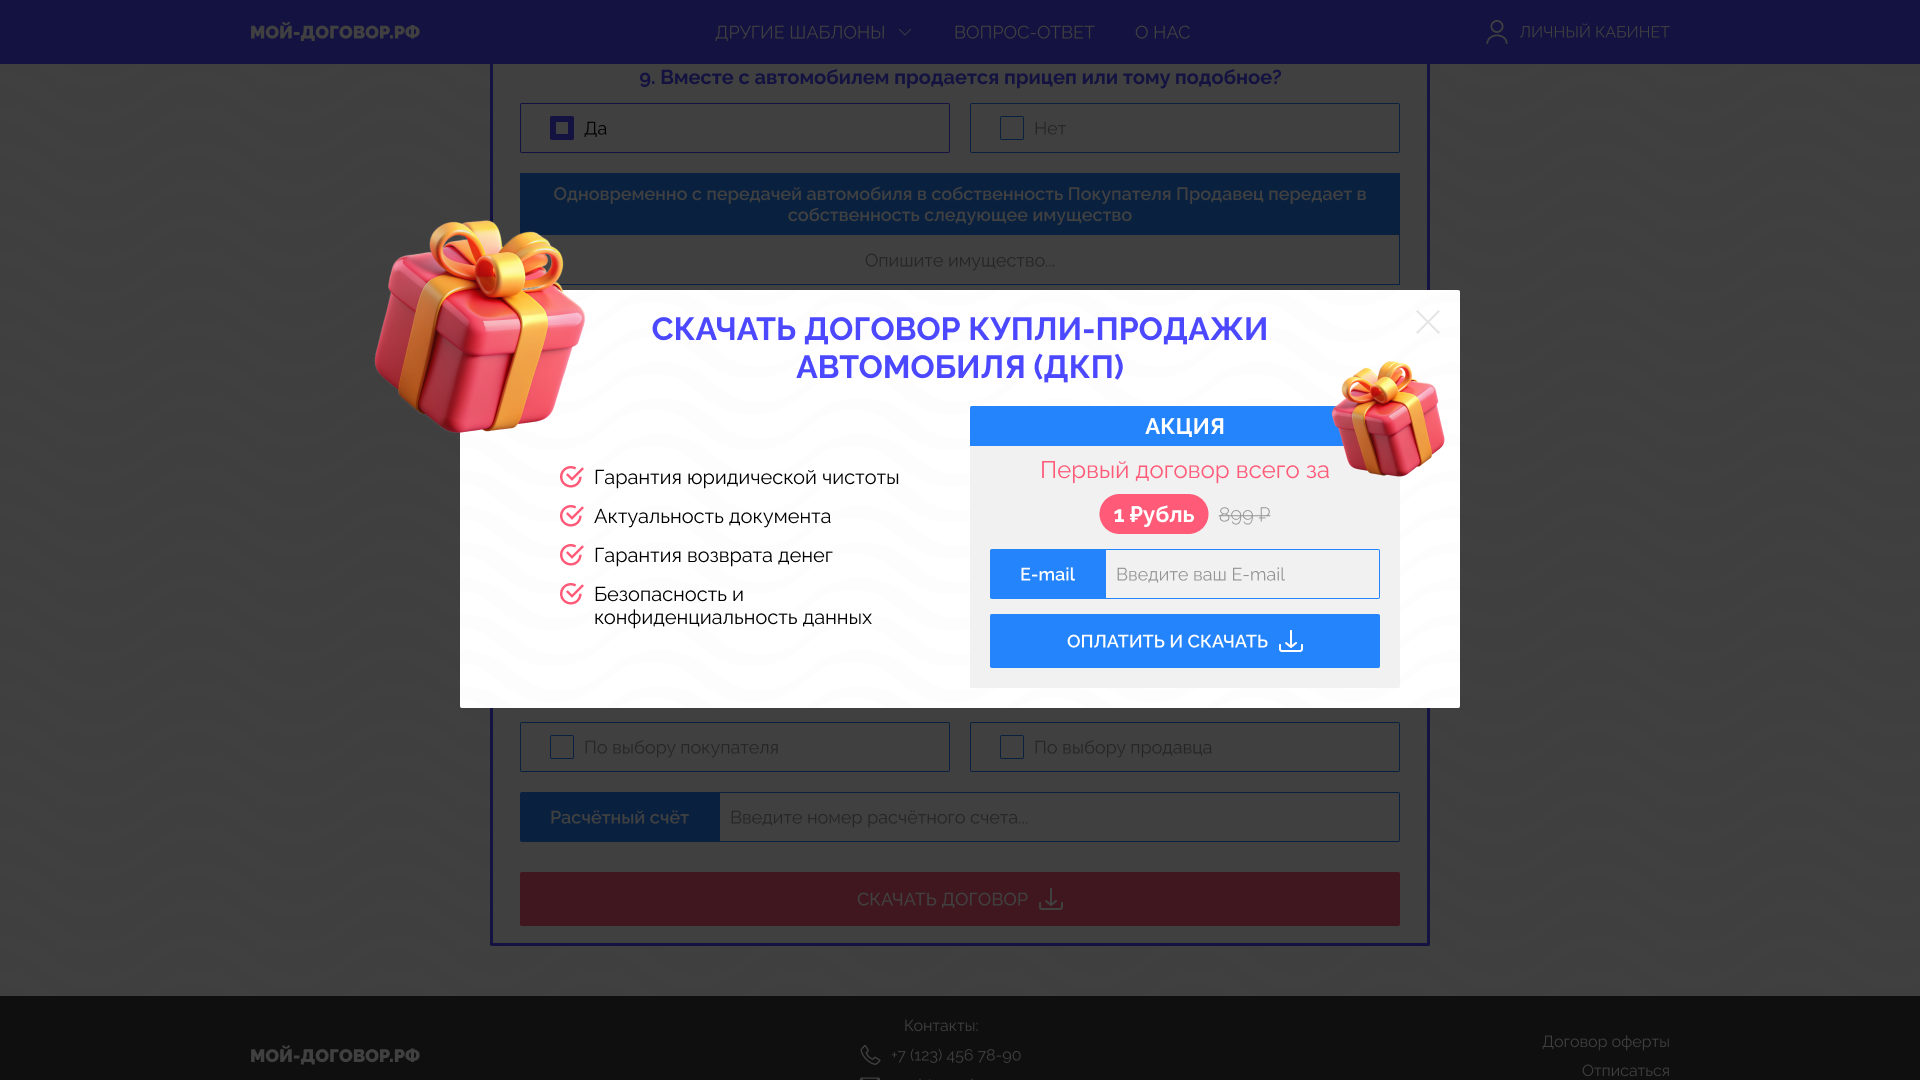 МОЙ-ДОГОВОР.РФ
ДРУГИЕ ШАБЛОНЫ
ВОПРОС-ОТВЕТ
О НАС
ЛИЧНЫЙ КАБИНЕТ
9. Вместе с автомобилем продается прицеп или тому подобное?
Да
Нет
Одновременно с передачей автомобиля в собственность Покупателя Продавец передает в
собственность следующее имущество
Опишите имущество...
СКАЧАТЬ ДОГОВОР КУПЛИ-ПРОДАЖИ
АВТОМОБИЛЯ (ДКП)
Гарантия юридической чистоты
Актуальность документа
Гарантия возврата денег
Безопасность и
конфиденциальность данных
АКЦИЯ
Первый договор всего за
1 ₽убль 899 ₽
E-mail
Введите ваш E-mail
ОПЛАТИТЬ И СКАЧАТЬ
По выбору покупателя
По выбору продавца
Расчётный счёт
Введите номер расчётного счета...
СКАЧАТЬ ДОГОВОР
МОЙ-ДОГОВОР.РФ
Контакты:
+7 (123) 456 78-90
Договор оферты
Отписаться